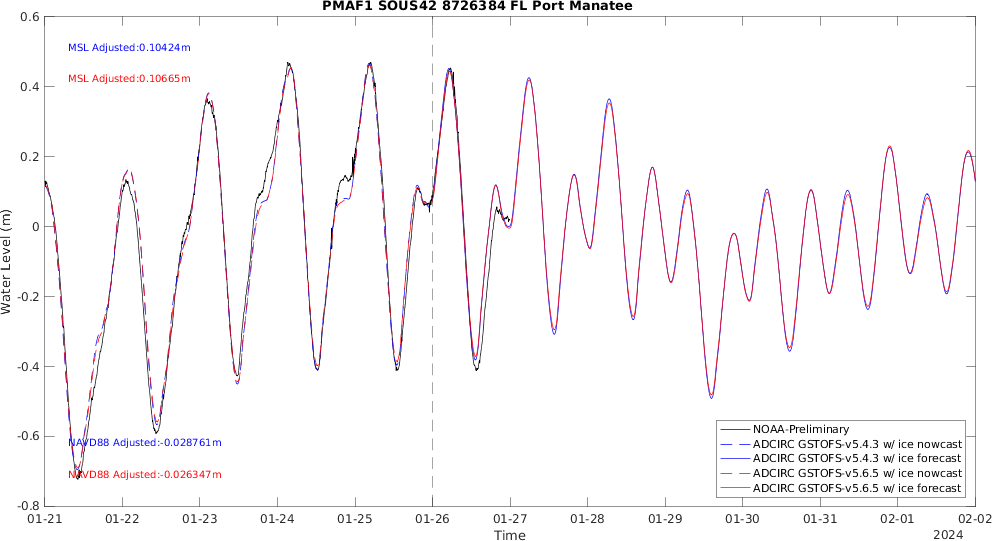 PMAF1 SOUS42 8726384 FL Port Manatee
0.6
MSL Adjusted:0.10424m
MSL Adjusted:0.10665m
0.4
0.2
0
-0.2
-0.4
-0.6
-0.8
Water Level (m)
NAVD88 Adjusted:-0.028761m
NAVD88 Adjusted:-0.026347m
NOAA-Preliminary
ADCIRC GSTOFS-v5.4.3 w/ ice nowcast
ADCIRC GSTOFS-v5.4.3 w/ ice forecast
ADCIRC GSTOFS-v5.6.5 w/ ice nowcast
ADCIRC GSTOFS-v5.6.5 w/ ice forecast
01-21 01-22 01-23 01-24 01-25 01-26 01-27 01-28 01-29 01-30 01-31 02-01 02-02
Time
2024